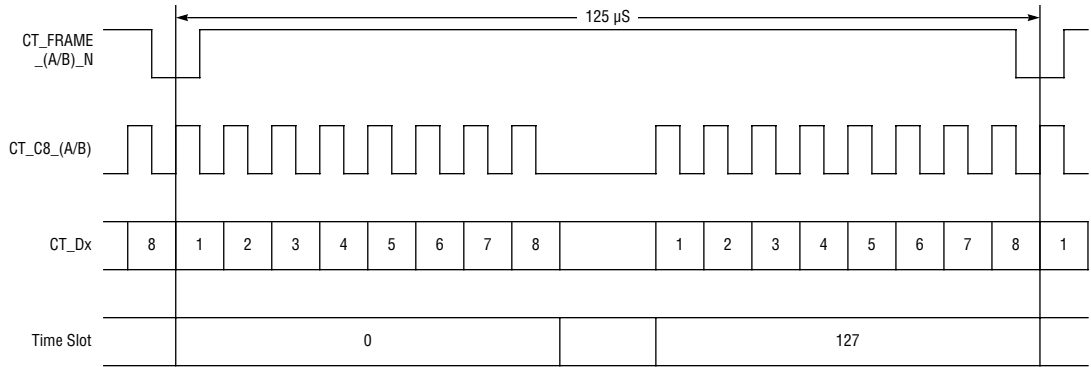 125 µS
CT_FRAME
_(A/B)_N
CT_C8_(A/B)
CT_Dx 8 1 2 3 4 5 6 7 8 1 2 3 4 5 6 7 8 1
Time Slot 0 127